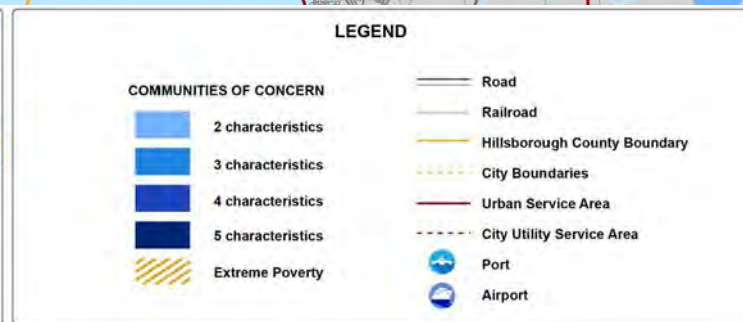 LEGEND
COMMUNITIES OF CONCERN
2 characteristics
3 characteristics
4 characteristics
5 characteristics
Extreme Poverty
Road
Railroad
Hillsborough County Boundary
City Boundaries
Urban Service Area
City Utility Service Area
Port
Airport